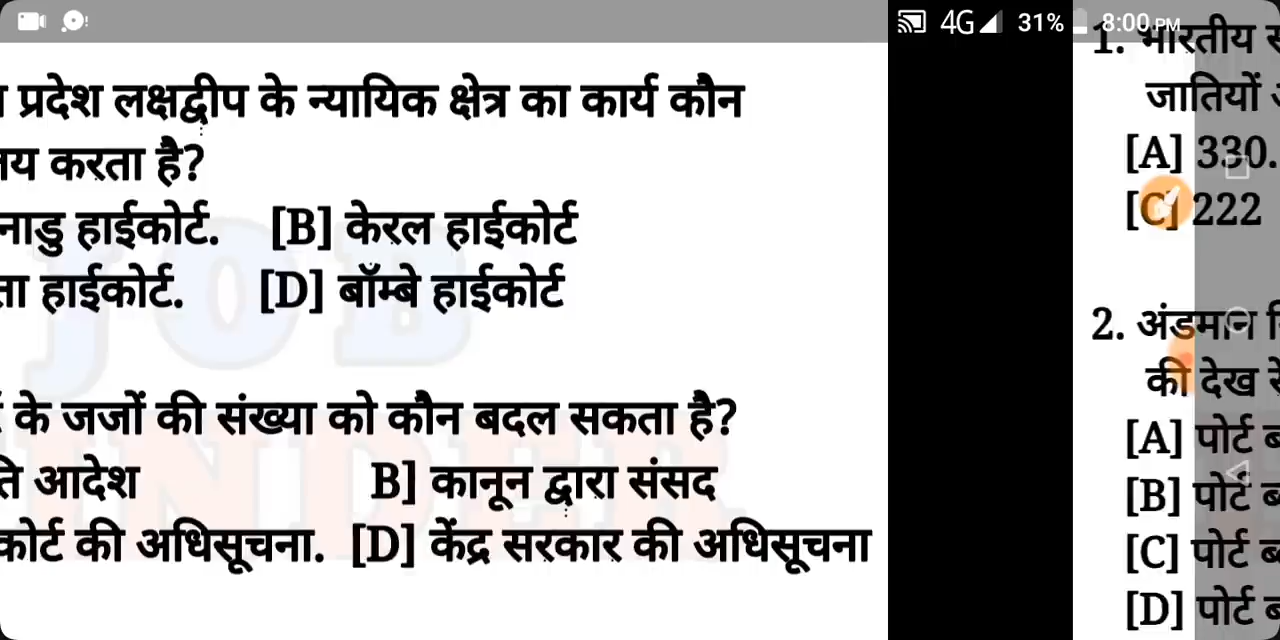 4G 31% 8:00 PM
प्रदेश लक्षद्वीप के न्यायिक क्षेत्र का कार्य कौन
करता है?
हाईकोर्ट. [B] केरल हाईकोर्ट
हाईकोर्ट. [D] बॉम्बे हाईकोर्ट
के जजों की संख्या को कौन बदल सकता है?
आदेश B] कानून द्वारा संसद
कोर्ट की अधिसूचना. [D] केंद्र सरकार की अधिसूचना
JOB
1. भारतीय
जातियों
[A] 330.
[C] 222
2. अंडमान
की देख
[A] पोर्ट
[B] पोर्ट
[C] पोर्ट
[D] पोर्ट